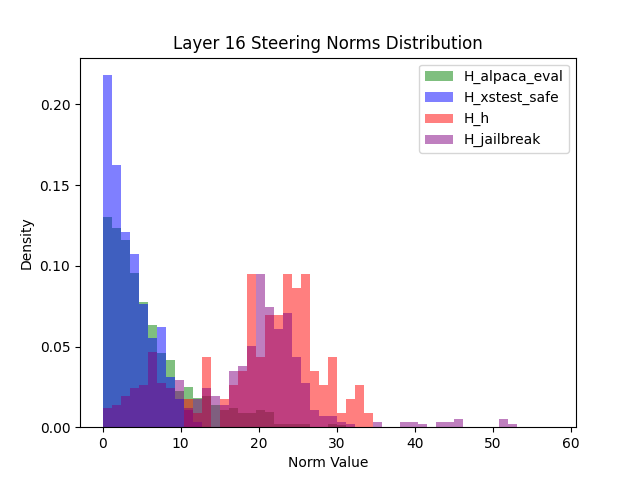 Layer 16 Steering Norms Distribution
H_alpaca_eval
H_xstest_safe
H_h
H_jailbreak
Density
0.20
0.15
0.10
0.05
0.00
0 10 20 30 40 50 60
Norm Value